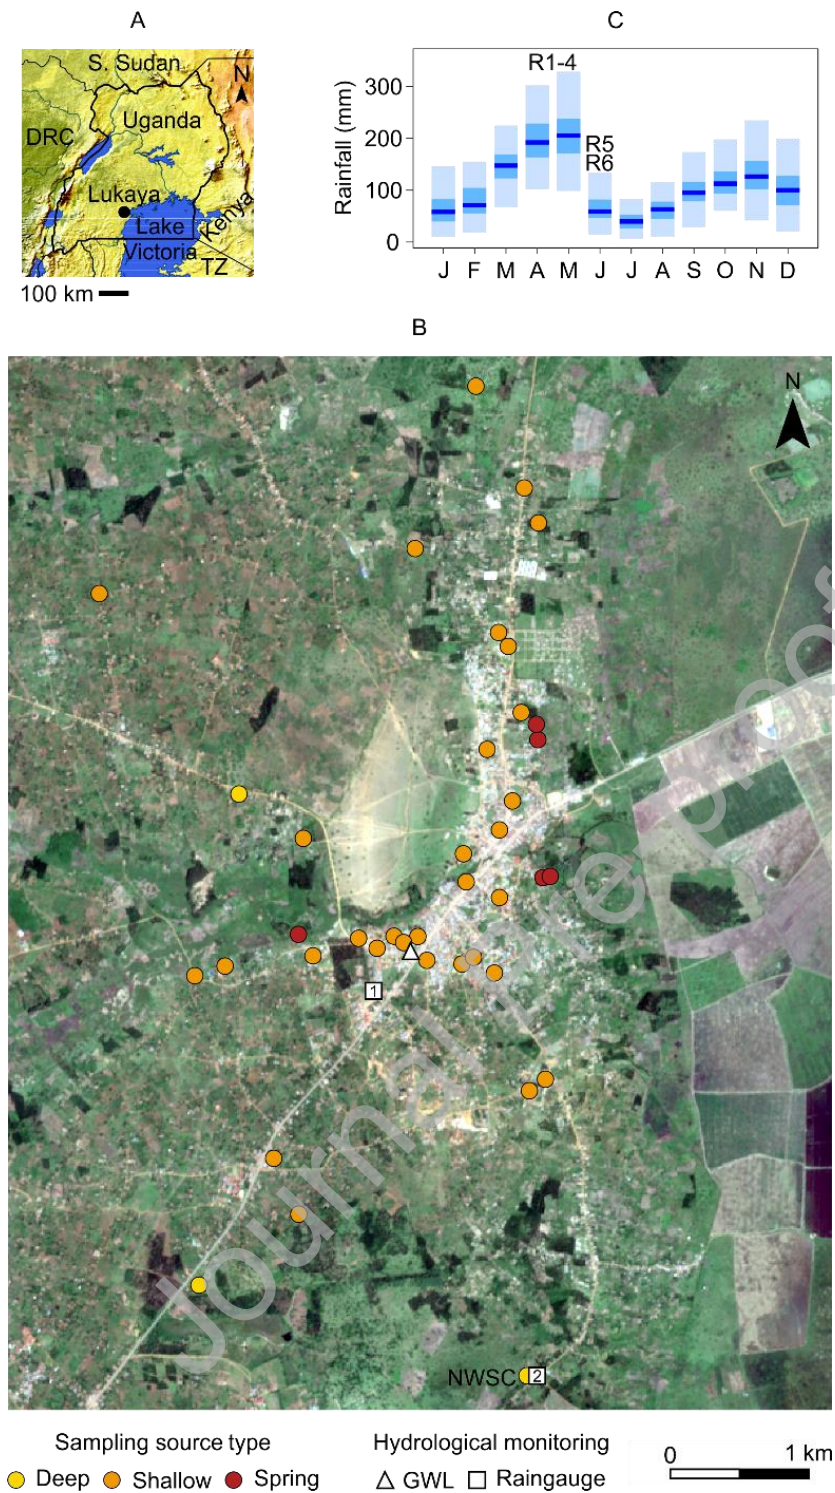 A
S. Sudan
N
DRC
Uganda
Lukaya
Kenya
Lake
Victoria
TZ
100 km
C
Rainfall (mm)
300
200
100
0
R1-4
R5
R6
J F M A M J J A S O N D
B
N
1
NWSC 2
Journal Pre-proof
Sampling source type
Deep Shallow Spring
Hydrological monitoring
GWL Raingauge
0 1 km